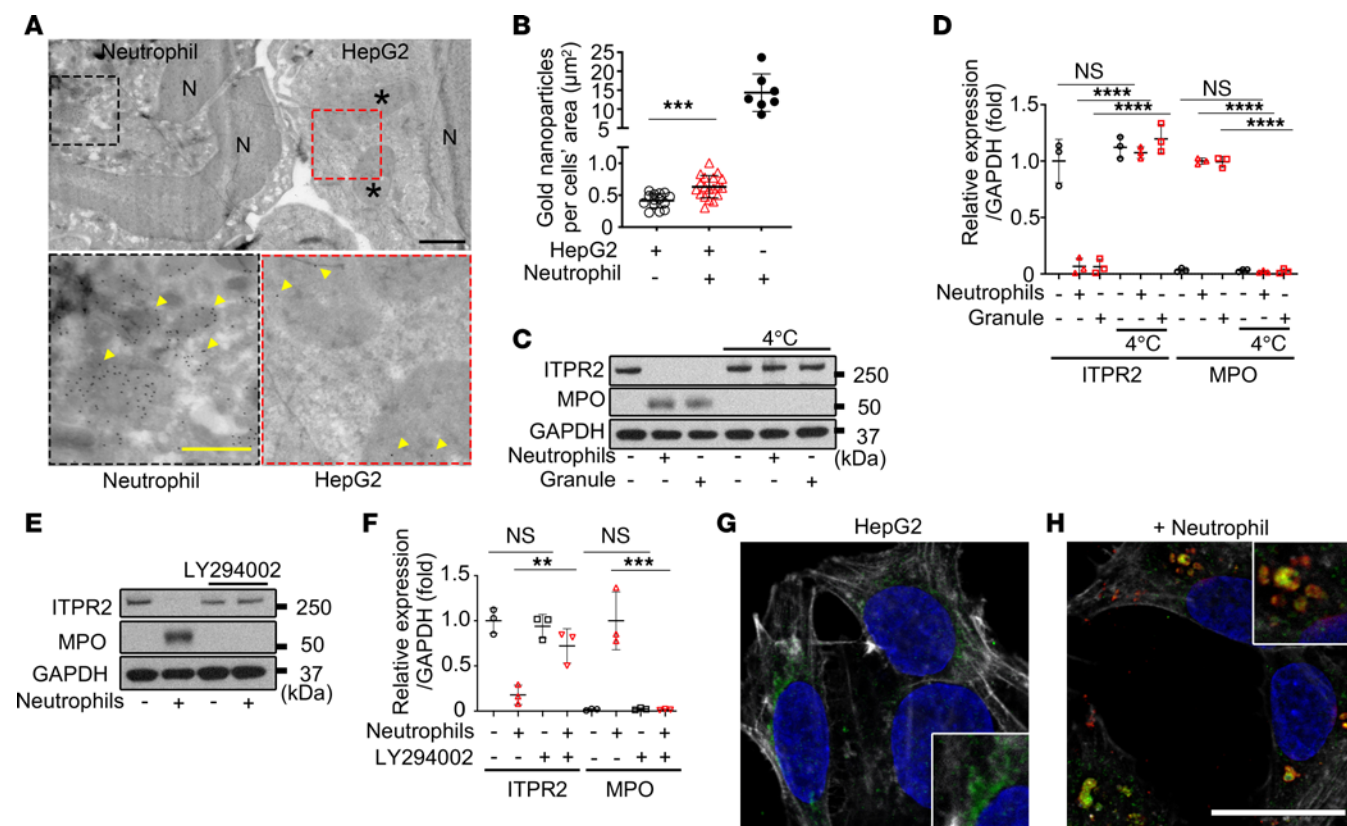 A
Neutrophil
HepG2
N
N
N
*
*
Neutrophil
HepG2
B
Gold nanoparticles
per cells' area (μm²)
25
20
15
10
5
1.0
0.5
0
***
HepG2 + + -
Neutrophil - + +
C
4°C
ITPR2
250
MPO
50
GAPDH
37
(kDa)
Neutrophils - + - - + -
Granule - - + - - +
D
Relative expression
/GAPDH (fold)
1.5
1.0
0.5
0
NS
****
****
NS
****
****
Neutrophils - + - - + - - + - - + -
Granule - - + - - + - - + - - +
4°C 4°C
ITPR2 MPO
E
LY294002
ITPR2
250
MPO
50
GAPDH
37
(kDa)
Neutrophils - + - +
F
Relative expression
/GAPDH (fold)
1.5
1.0
0.5
0
NS
**
NS
***
Neutrophils - + - + - + - +
LY294002 - - + + - - + +
ITPR2 MPO
G
HepG2
H
+ Neutrophil